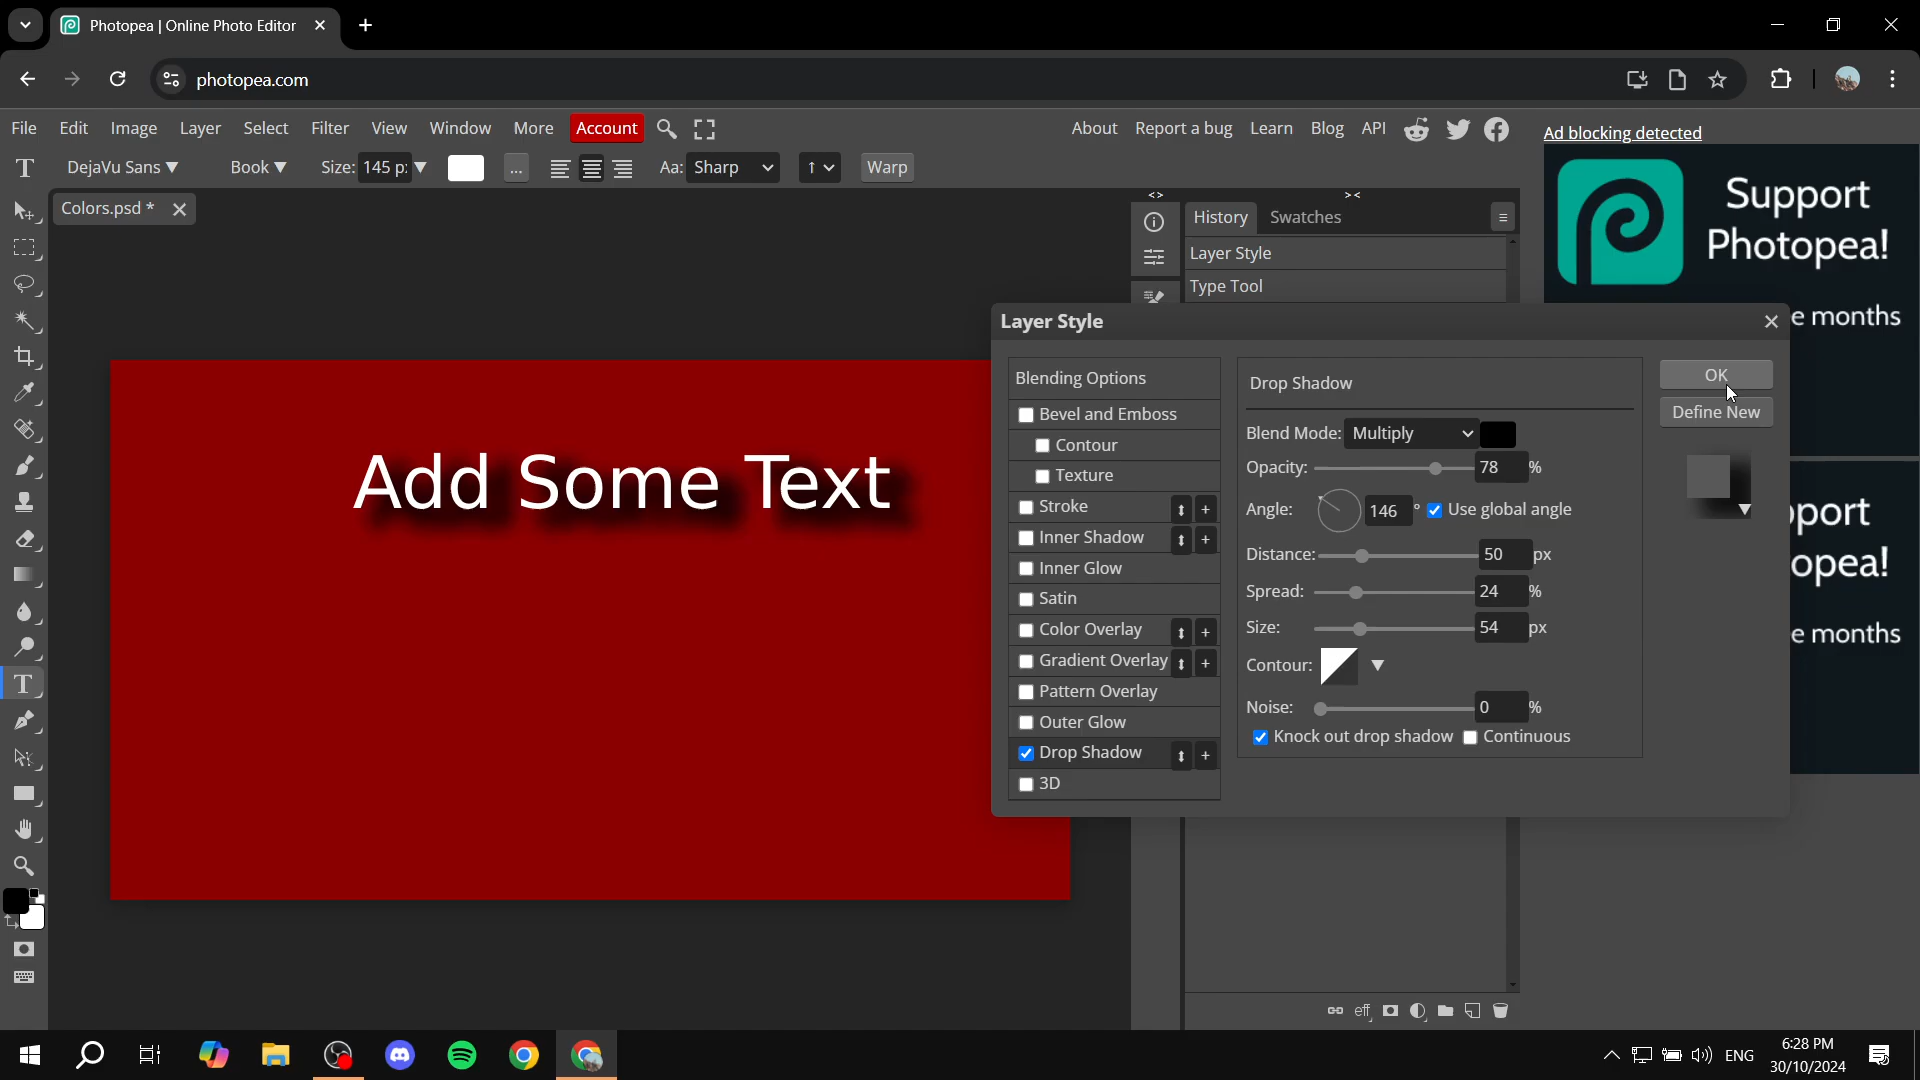 Photopea | Online Photo Editor
photopea.com
File Edit Image Layer Select Filter View Window More Account
About Report a bug Learn Blog API
Ad blocking detected
DejaVu Sans Book Size: 145 Aa: Sharp Warp
Colors.psd *
History Swatches
Layer Style
Type Tool
Support
Photopea!
e months
pport
opea!
e months
Layer Style
Blending Options
Bevel and Emboss
Contour
Texture
Stroke
Inner Shadow
Inner Glow
Satin
Color Overlay
Gradient Overlay
Pattern Overlay
Outer Glow
Drop Shadow
3D
Drop Shadow
Blend Mode: Multiply
Opacity: 78 %
Angle: 146 ° Use global angle
Distance: 50 px
Spread: 24 %
Size: 54 px
Contour:
Noise: 0 %
Knock out drop shadow Continuous
OK
Define New
Add Some Text
eff
ENG
6:28 PM
30/10/2024